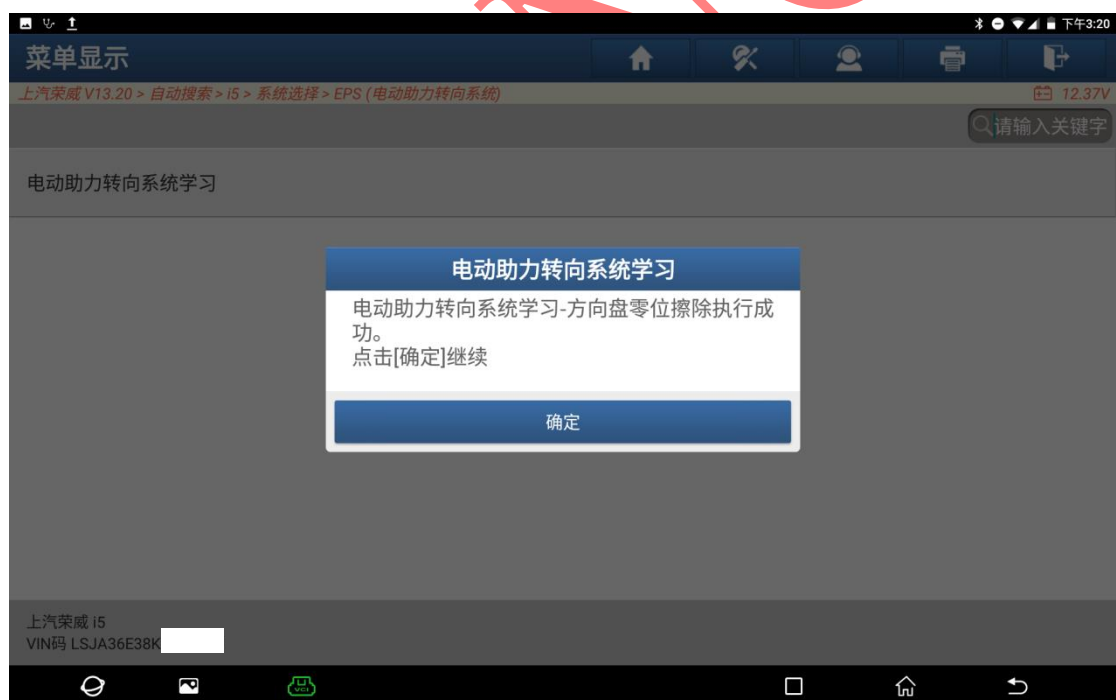 下午3:20
菜单显示
上汽荣威 V13.20 > 自动搜索 > i5 > 系统选择 > EPS (电动助力转向系统)
12.37V
请输入关键字
电动助力转向系统学习
电动助力转向系统学习
电动助力转向系统学习-方向盘零位擦除执行成
功。
点击[确定]继续
确定
上汽荣威 i5
VIN码 LSJA36E38K
VCI